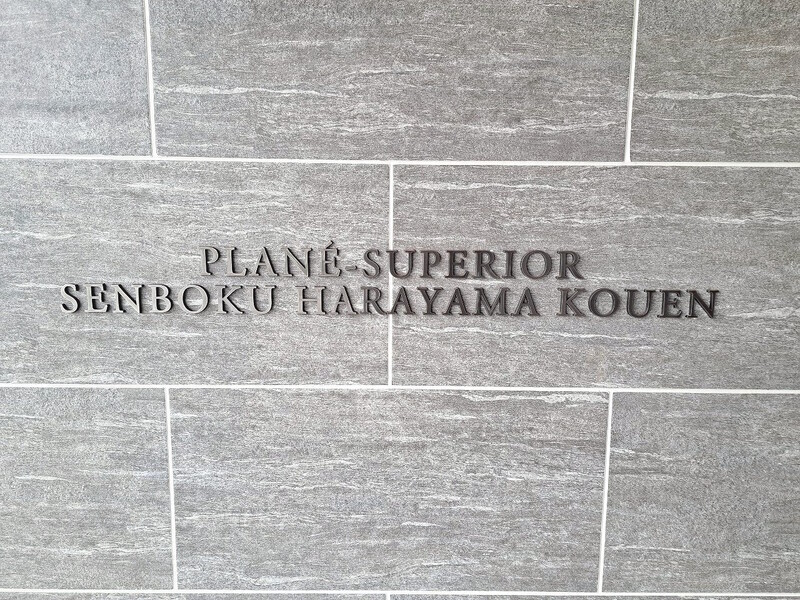 PLANÉ-SUPERIOR
SENBOKU HARAYAMA KOUEN